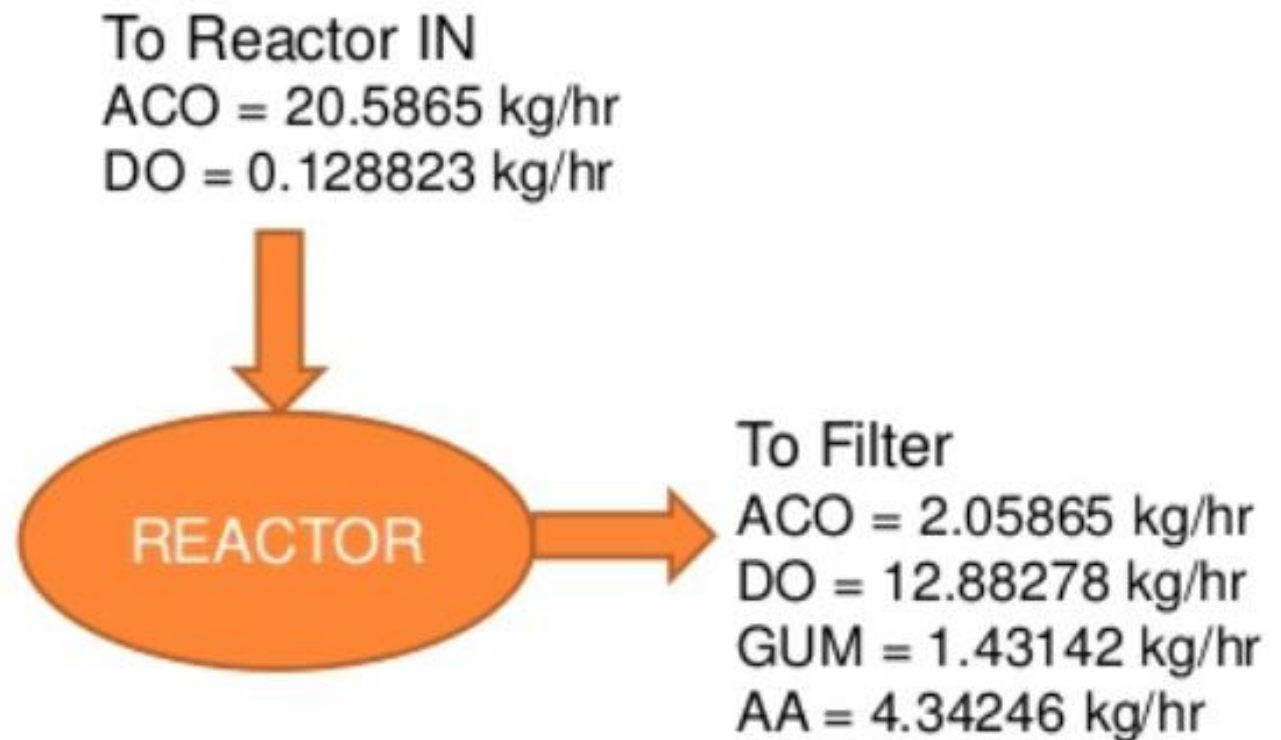 To Reactor IN
ACO = 20.5865 kg/hr
DO = 0.128823 kg/hr
REACTOR
To Filter
ACO = 2.05865 kg/hr
DO = 12.88278 kg/hr
GUM = 1.43142 kg/hr
AA = 4.34246 kg/hr